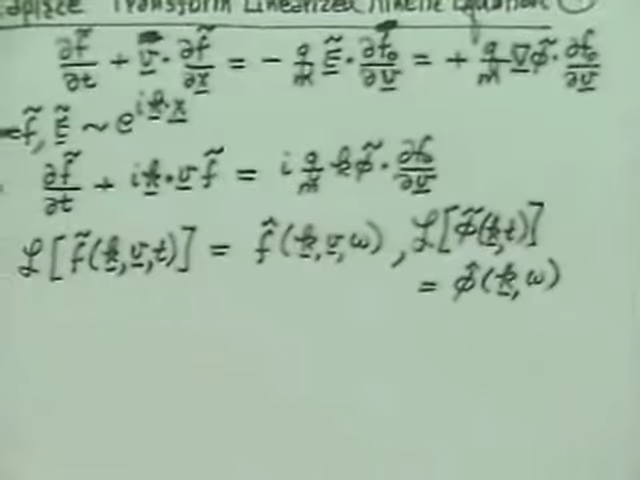 Laplace Transform Linearized Kinetic Equation
∂f̃/∂t + v̲ · ∂f̃/∂x̲ = − q/m Ẽ̲ · ∂f₀/∂v̲ = + q/m ∇̲φ̃ · ∂f₀/∂v̲
f̃, Ẽ̲ ~ e^{ik̲·x̲}
∂f̃/∂t + ik̲·v̲ f̃ = i q/m k̲φ̃ · ∂f₀/∂v̲
ℒ[f̃(k̲,v̲,t)] = f̂(k̲,v̲,ω), ℒ[φ̃(k̲,t)]
= φ̂(k̲,ω)